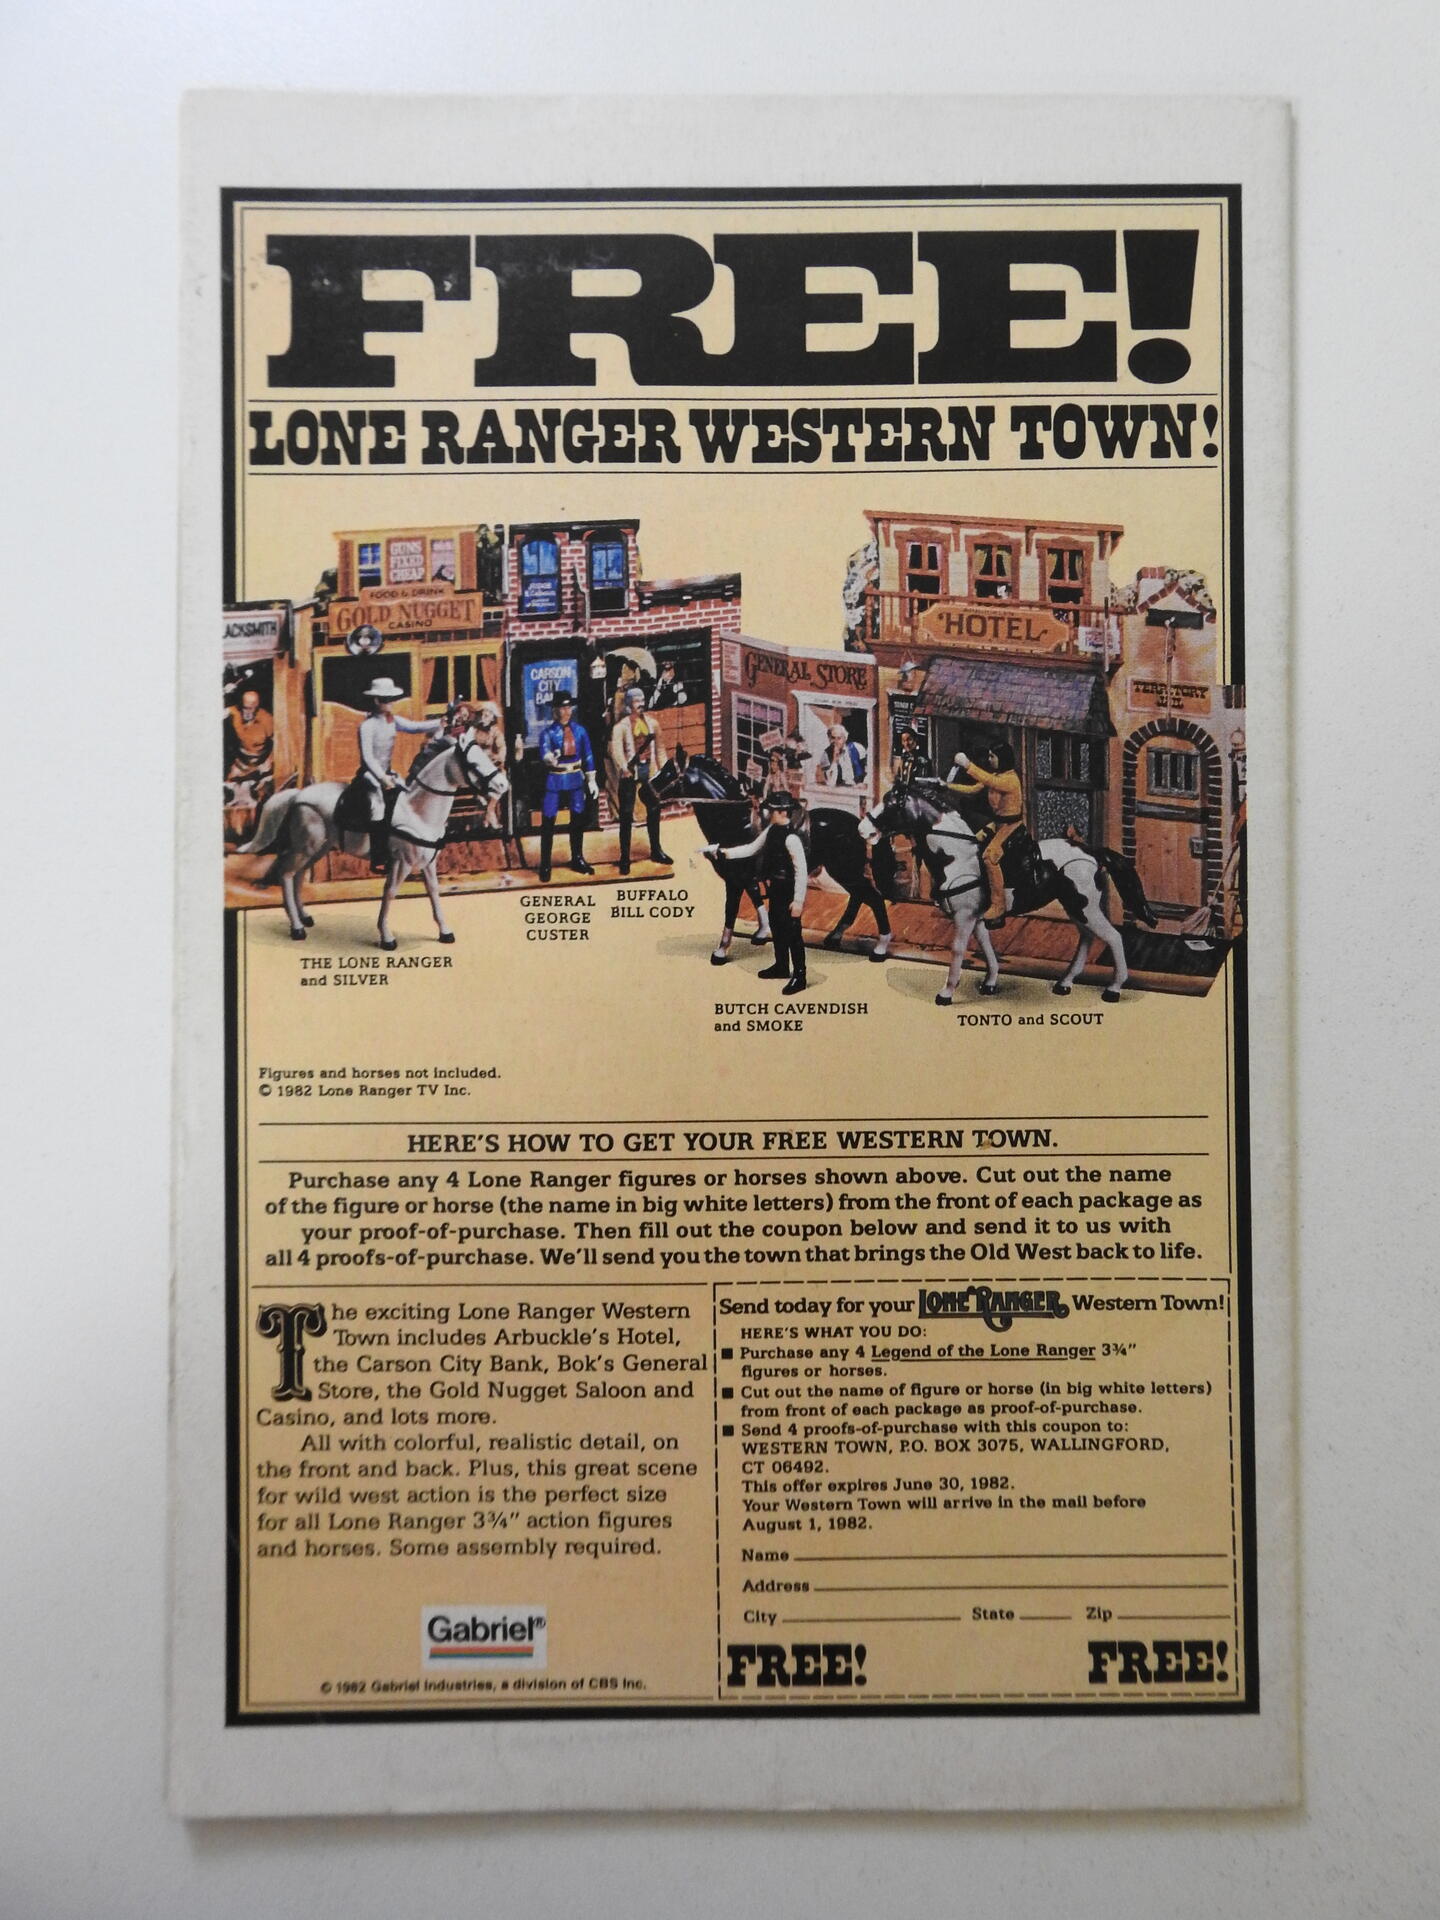 FREE!
LONE RANGER WESTERN TOWN!
GUNS
FIXED
CHEAP
FOOD & DRINK
GOLD NUGGET
CASINO
ACKSMITH
CARSON
CITY
BA
GENERAL STORE
HOTEL
TERRITORY
JAIL
THE LONE RANGER
and SILVER
GENERAL
GEORGE
CUSTER
BUFFALO
BILL CODY
BUTCH CAVENDISH
and SMOKE
TONTO and SCOUT
Figures and horses not included.
© 1982 Lone Ranger TV Inc.
HERE'S HOW TO GET YOUR FREE WESTERN TOWN.
Purchase any 4 Lone Ranger figures or horses shown above. Cut out the name
of the figure or horse (the name in big white letters) from the front of each package as
your proof-of-purchase. Then fill out the coupon below and send it to us with
all 4 proofs-of-purchase. We'll send you the town that brings the Old West back to life.
The exciting Lone Ranger Western
Town includes Arbuckle's Hotel,
the Carson City Bank, Bok's General
Store, the Gold Nugget Saloon and
Casino, and lots more.
All with colorful, realistic detail, on
the front and back. Plus, this great scene
for wild west action is the perfect size
for all Lone Ranger 3¾" action figures
and horses. Some assembly required.
Gabriel®
© 1982 Gabriel Industries, a division of CBS Inc.
Send today for your LONE RANGER Western Town!
HERE'S WHAT YOU DO:
■ Purchase any 4 Legend of the Lone Ranger 3¾"
figures or horses.
■ Cut out the name of figure or horse (in big white letters)
from front of each package as proof-of-purchase.
■ Send 4 proofs-of-purchase with this coupon to:
WESTERN TOWN, P.O. BOX 3075, WALLINGFORD,
CT 06492.
This offer expires June 30, 1982.
Your Western Town will arrive in the mail before
August 1, 1982.
Name
Address
City State Zip
FREE! FREE!